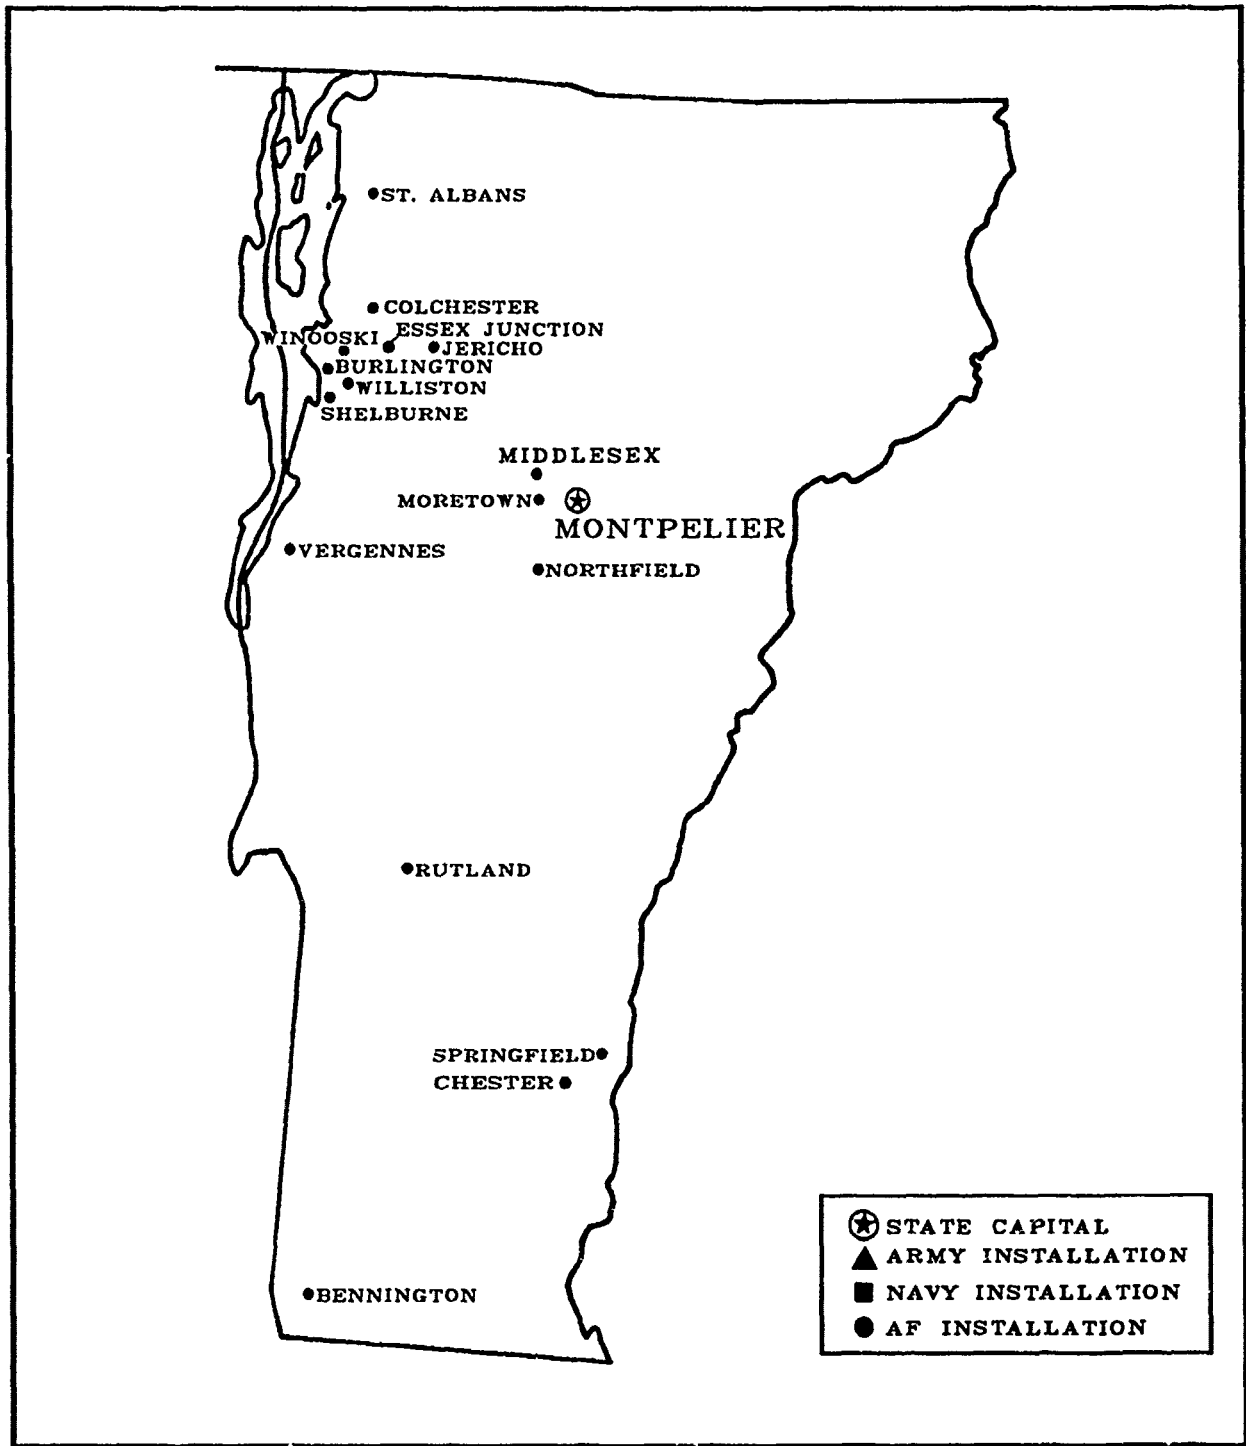 ST. ALBANS
COLCHESTER
ESSEX JUNCTION
WINOOSKI
JERICHO
BURLINGTON
WILLISTON
SHELBURNE
MIDDLESEX
MORETOWN
MONTPELIER
VERGENNES
NORTHFIELD
RUTLAND
SPRINGFIELD
CHESTER
BENNINGTON
STATE CAPITAL
ARMY INSTALLATION
NAVY INSTALLATION
AF INSTALLATION